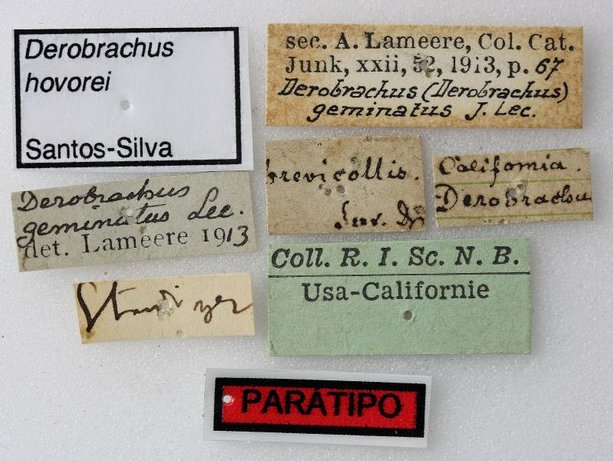 Derobrachus
hovorei
Santos-Silva
sec. A. Lameere, Col. Cat.
Junk, xxii, 52, 1913, p. 67
Derobrachus (Derobrachus)
geminatus J. Lec.
brevicollis.
California.
Derobrachu
Derobrachus
geminatus Lec.
det. Lameere 1913
Coll. R. I. Sc. N. B.
Usa-Californie
PARATIPO